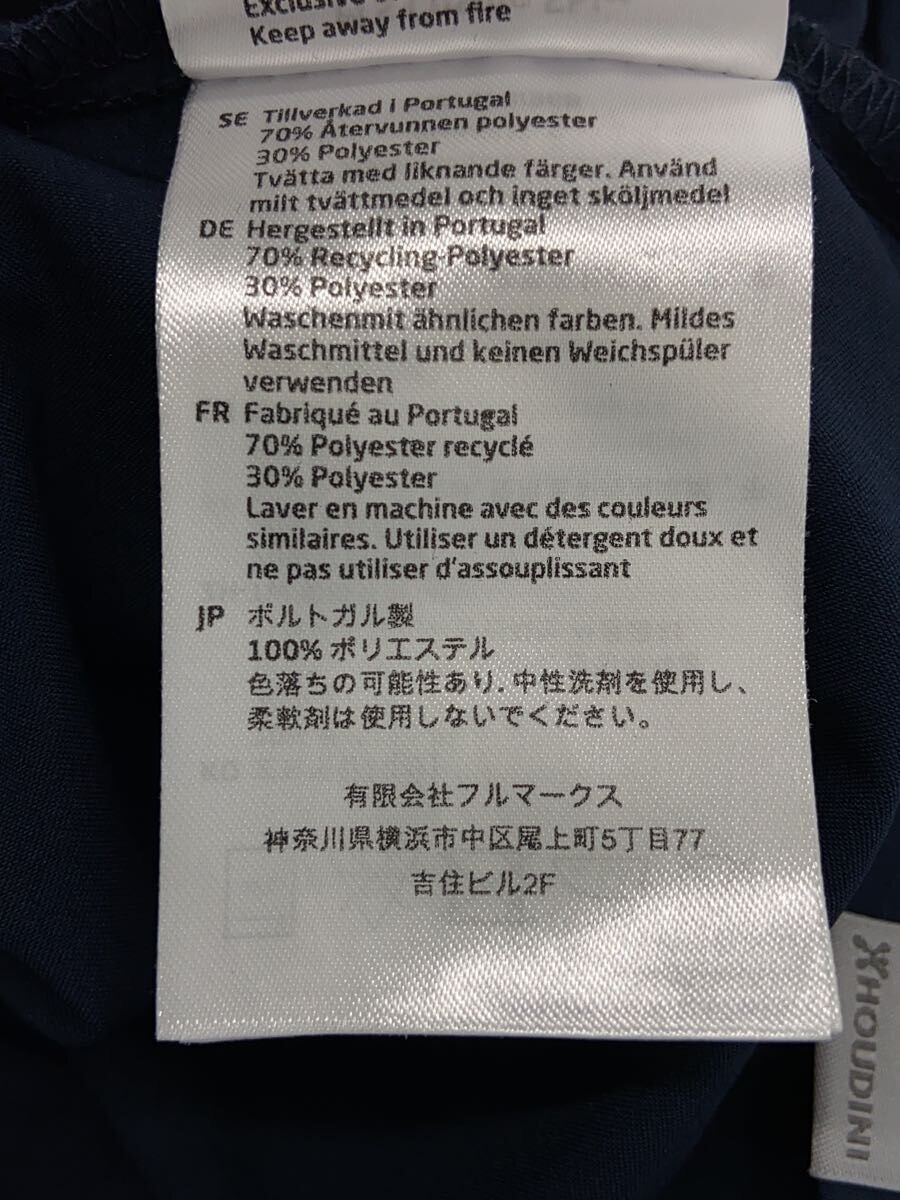 Keep away from fire
SE Tillverkad i Portugal
70% Återvunnen polyester
30% Polyester
Tvätta med liknande färger. Använd
milt tvättmedel och inget sköljmedel
DE Hergestellt in Portugal
70% Recycling-Polyester
30% Polyester
Waschenmit ähnlichen farben. Mildes
Waschmittel und keinen Weichspüler
verwenden
FR Fabriqué au Portugal
70% Polyester recyclé
30% Polyester
Laver en machine avec des couleurs
similaires. Utiliser un détergent doux et
ne pas utiliser d'assouplissant
JP ポルトガル製
100% ポリエステル
色落ちの可能性あり. 中性洗剤を使用し、
柔軟剤は使用しないでください。
有限会社フルマークス
神奈川県横浜市中区尾上町5丁目77
吉住ビル2F
HOUDINI